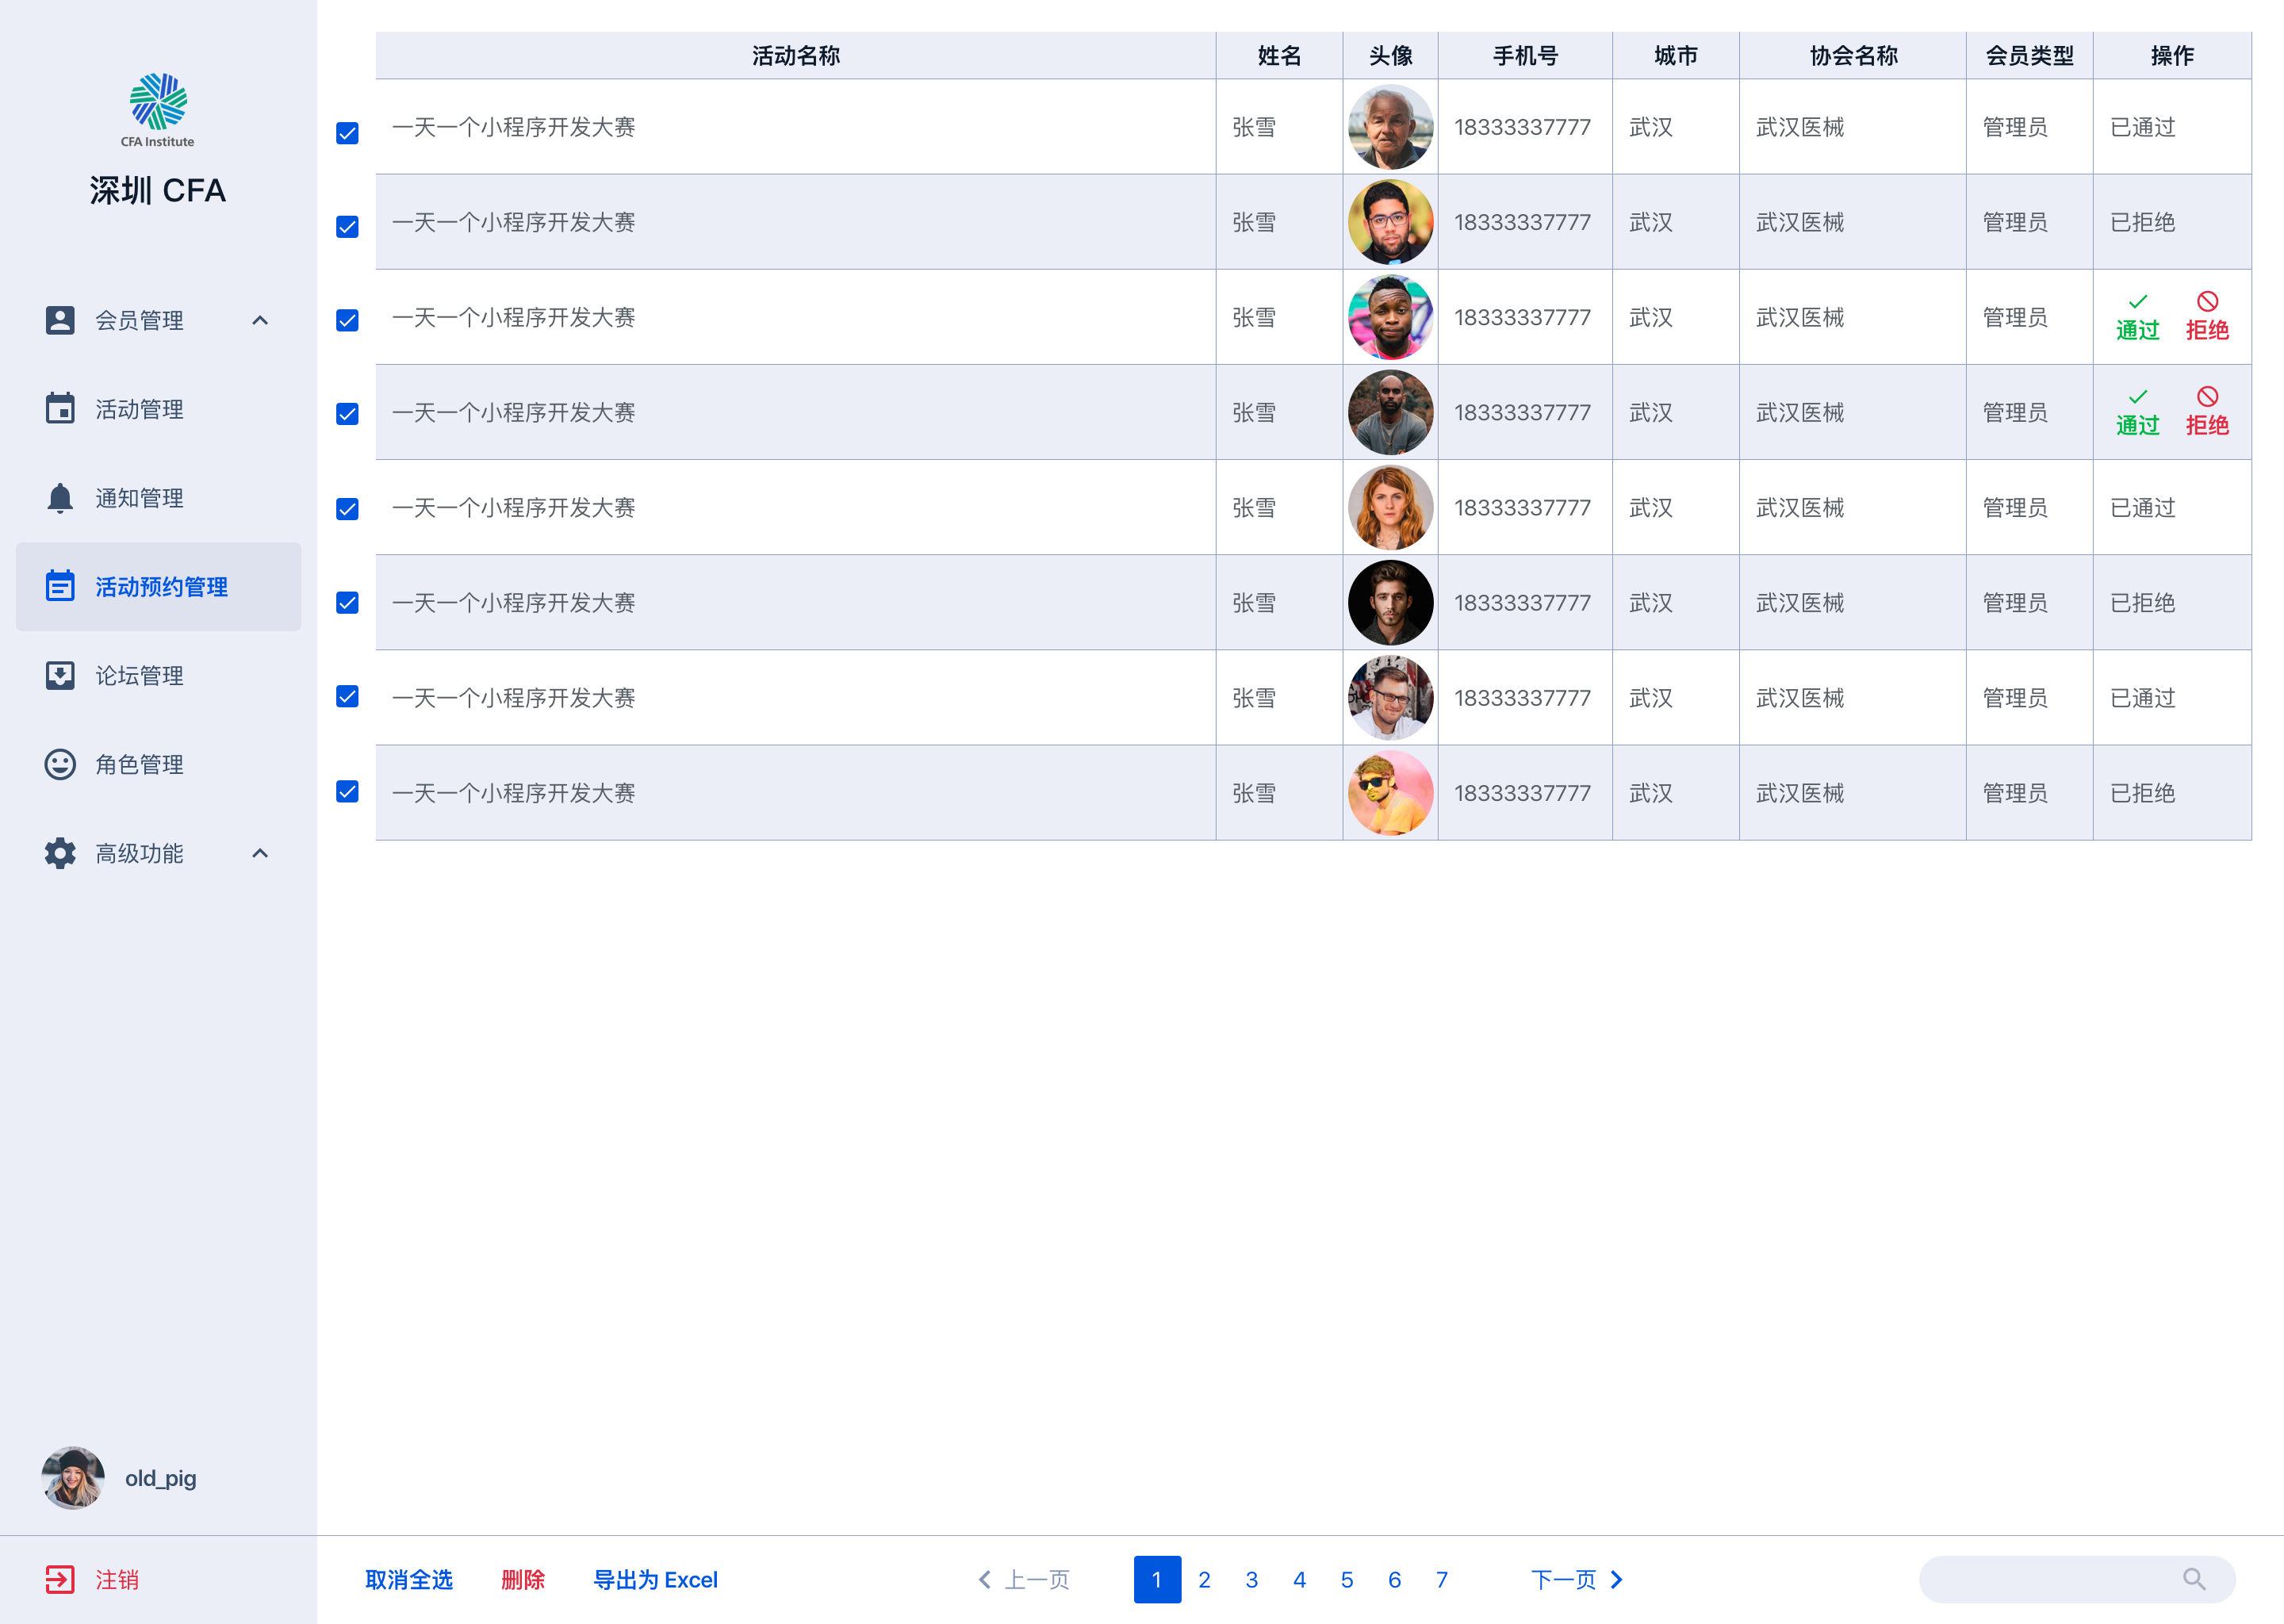 CFA Institute
深圳 CFA
会员管理
活动管理
通知管理
活动预约管理
论坛管理
角色管理
高级功能
old_pig
注销
活动名称 姓名 头像 手机号 城市 协会名称 会员类型 操作
一天一个小程序开发大赛 张雪 18333337777 武汉 武汉医械 管理员 已通过
一天一个小程序开发大赛 张雪 18333337777 武汉 武汉医械 管理员 已拒绝
一天一个小程序开发大赛 张雪 18333337777 武汉 武汉医械 管理员 通过 拒绝
一天一个小程序开发大赛 张雪 18333337777 武汉 武汉医械 管理员 通过 拒绝
一天一个小程序开发大赛 张雪 18333337777 武汉 武汉医械 管理员 已通过
一天一个小程序开发大赛 张雪 18333337777 武汉 武汉医械 管理员 已拒绝
一天一个小程序开发大赛 张雪 18333337777 武汉 武汉医械 管理员 已通过
一天一个小程序开发大赛 张雪 18333337777 武汉 武汉医械 管理员 已拒绝
取消全选 删除 导出为 Excel 上一页 1 2 3 4 5 6 7 下一页